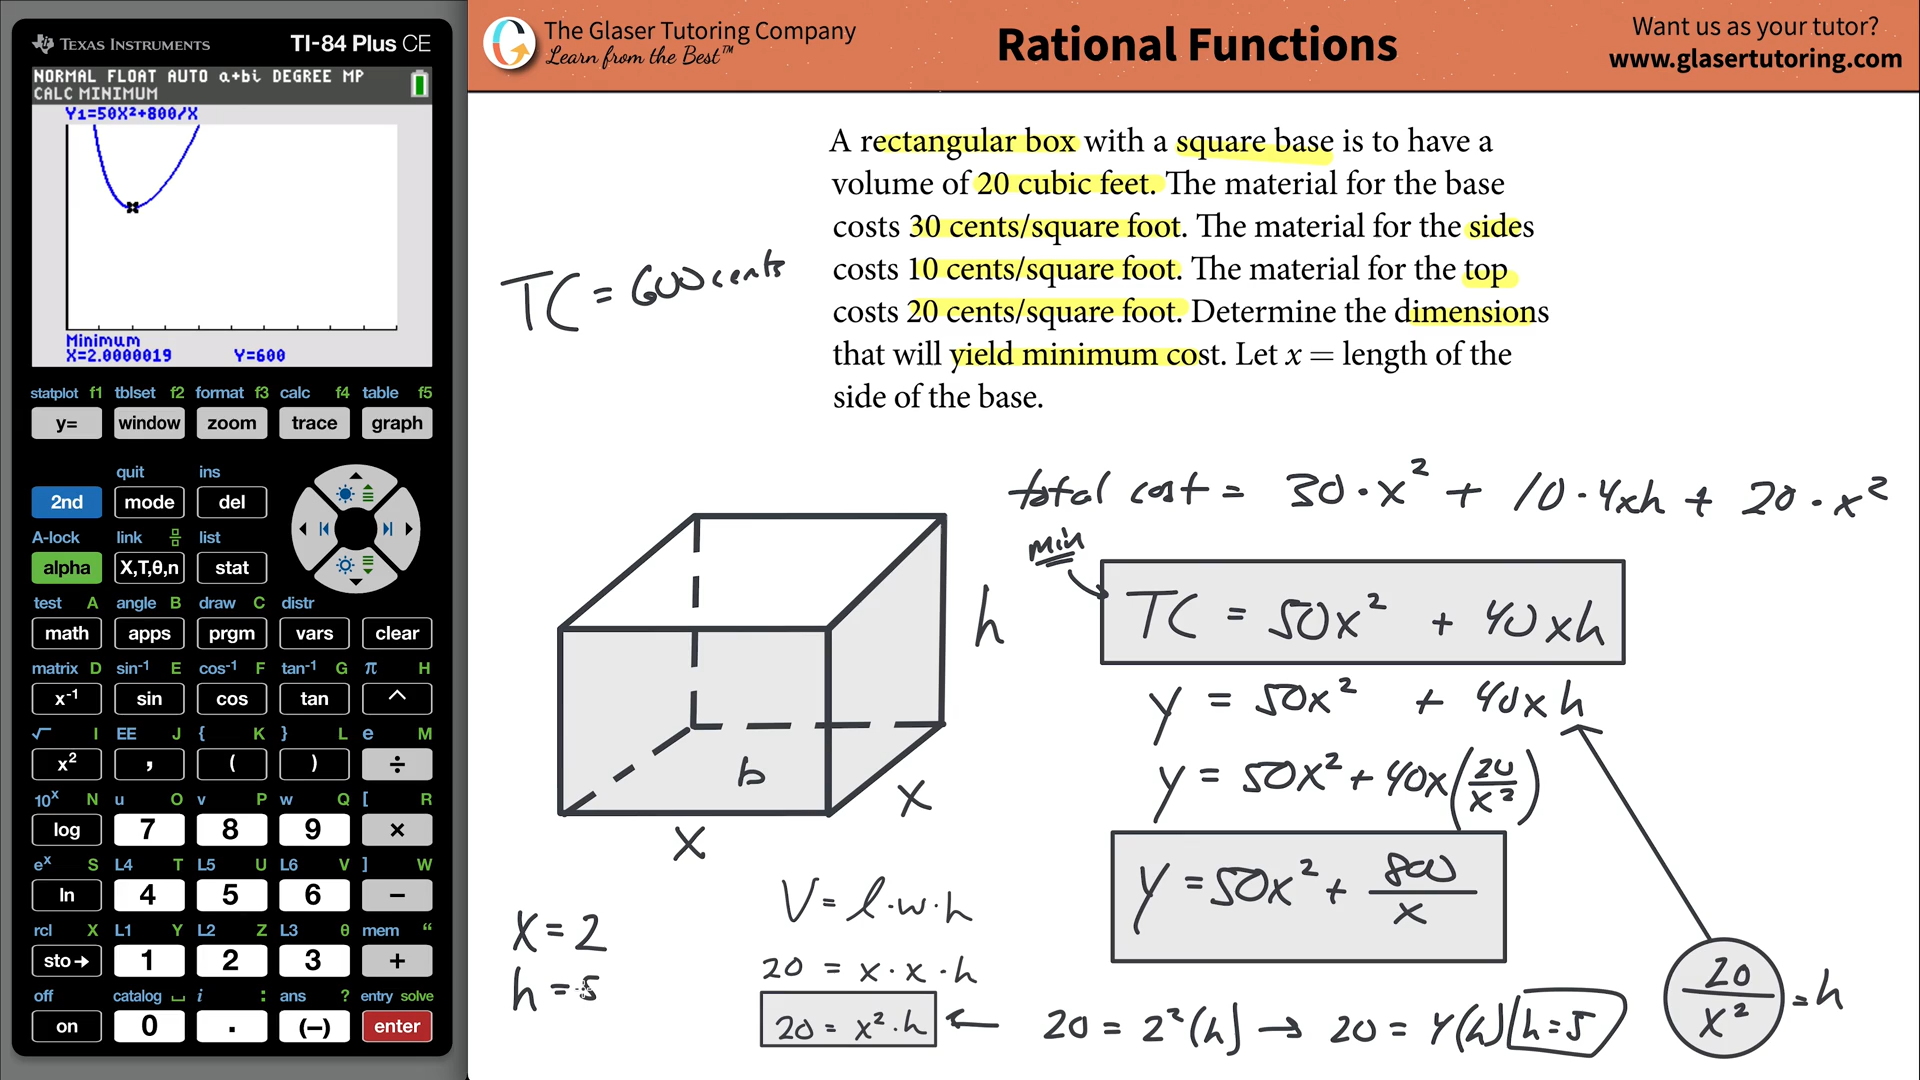 TEXAS INSTRUMENTS TI-84 Plus CE
NORMAL FLOAT AUTO a+bi DEGREE MP
CALC MINIMUM
Y1=50X²+800/X
Minimum
X=2.0000019 Y=600
statplot f1 tblset f2 format f3 calc f4 table f5
y= window zoom trace graph
quit ins
2nd mode del
A-lock link list
alpha X,T,θ,n stat
test A angle B draw C distr
math apps prgm vars clear
matrix D sin⁻¹ E cos⁻¹ F tan⁻¹ G π H
x⁻¹ sin cos tan ^
√ I EE J { K } L e M
x² , ( ) ÷
10ˣ N u O v P w Q [ R
log 7 8 9 ×
eˣ S L4 T L5 U L6 V ] W
ln 4 5 6 −
rcl X L1 Y L2 Z L3 θ mem "
sto→ 1 2 3 +
off catalog ⎵ i : ans ? entry solve
on 0 . (−) enter
The Glaser Tutoring Company
Learn from the Best™
Rational Functions
Want us as your tutor?
www.glasertutoring.com
A rectangular box with a square base is to have a
volume of 20 cubic feet. The material for the base
costs 30 cents/square foot. The material for the sides
costs 10 cents/square foot. The material for the top
costs 20 cents/square foot. Determine the dimensions
that will yield minimum cost. Let x = length of the
side of the base.
TC = 600 cents
total cost = 30·x² + 10·4xh + 20·x²
min
TC = 50x² + 40xh
y = 50x² + 40xh
y = 50x² + 40x(20/x²)
y = 50x² + 800/x
20/x² = h
h
b
x
x
V = l·w·h
20 = x·x·h
20 = x²·h
20 = 2²(h) → 20 = 4(h) h=5
x = 2
h = 5